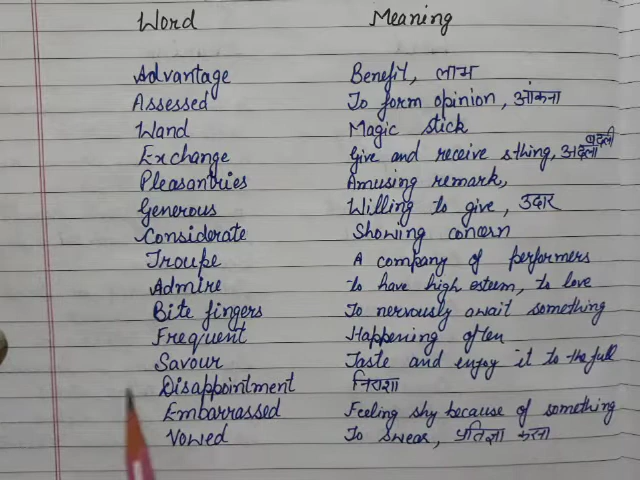 Word Meaning
Advantage Benefit, लाभ
Assessed To form opinion, आंकना
Wand Magic stick
Exchange Give and receive sthing, अदला बदली
Pleasantries Amusing remark,
Generous Willing to give, उदार
Considerate Showing concern
Troupe A company of performers
Admire to have high esteem, to love
Bite fingers To nervously await something
Frequent Happening often
Savour Taste and enjoy it to the full
Disappointment निराशा
Embarrassed Feeling shy because of something
Vowed To swear, प्रतिज्ञा करना